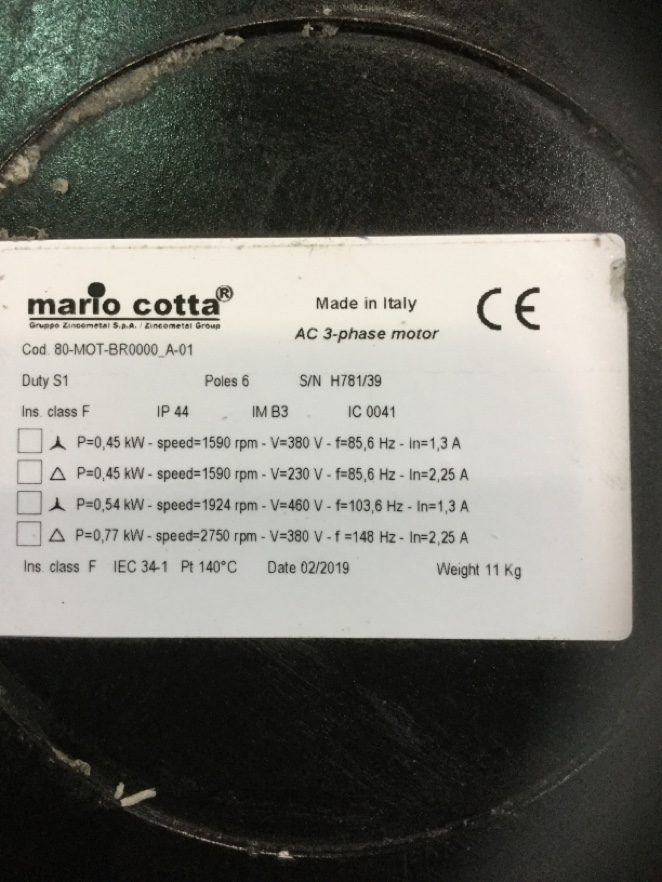 mario cotta®
Gruppo Zincometal S.p.A. / Zincometal Group
Made in Italy
CE
AC 3-phase motor
Cod. 80-MOT-BR0000_A-01
Duty S1 Poles 6 S/N H781/39
Ins. class F IP 44 IM B3 IC 0041
P=0,45 kW - speed=1590 rpm - V=380 V - f=85,6 Hz - In=1,3 A
△ P=0,45 kW - speed=1590 rpm - V=230 V - f=85,6 Hz - In=2,25 A
P=0,54 kW - speed=1924 rpm - V=460 V - f=103,6 Hz - In=1,3 A
△ P=0,77 kW - speed=2750 rpm - V=380 V - f =148 Hz - In=2,25 A
Ins. class F IEC 34-1 Pt 140°C Date 02/2019 Weight 11 Kg